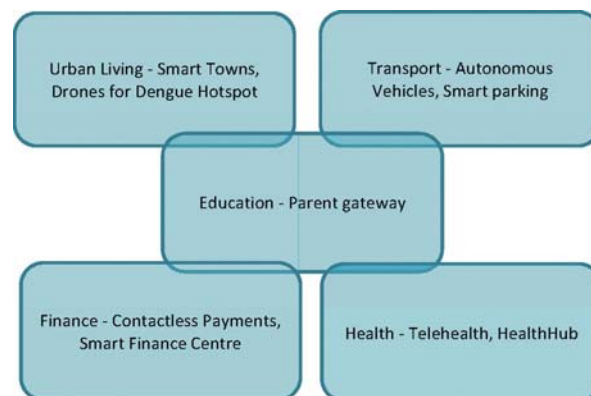 Urban Living - Smart Towns,
Drones for Dengue Hotspot
Transport - Autonomous
Vehicles, Smart parking
Education - Parent gateway
Finance - Contactless Payments,
Smart Finance Centre
Health - Telehealth, HealthHub